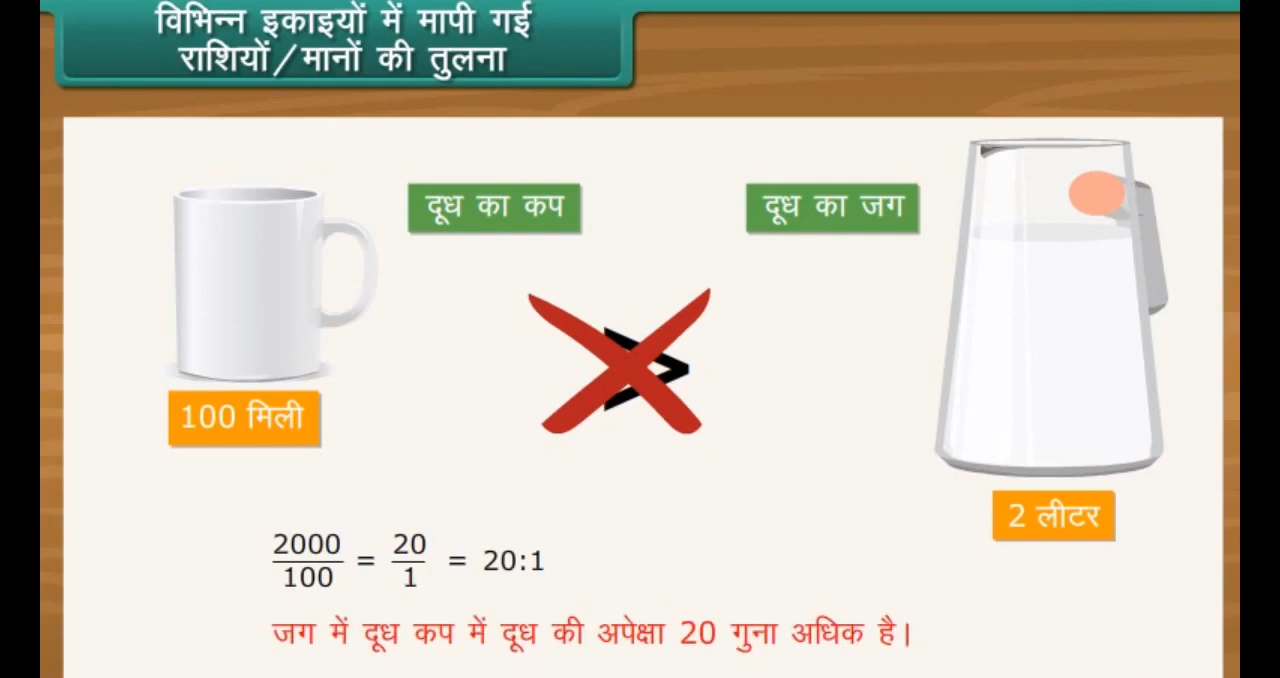 विभिन्न इकाइयों में मापी गई
राशियों/मानों की तुलना
दूध का कप
दूध का जग
>
100 मिली
2 लीटर
2000/100 = 20/1 = 20:1
जग में दूध कप में दूध की अपेक्षा 20 गुना अधिक है।